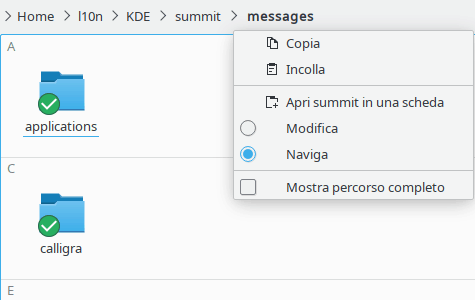 Home l10n KDE summit messages
A
Copia
Incolla
Apri summit in una scheda
applications
Modifica
Naviga
C
Mostra percorso completo
calligra
E